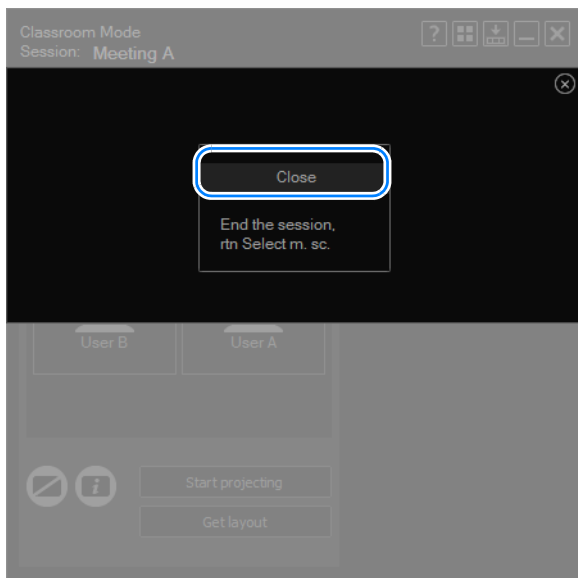 Classroom Mode
Session: Meeting A
Close
End the session,
rtn Select m. sc.
User B User A
Start projecting
Get layout